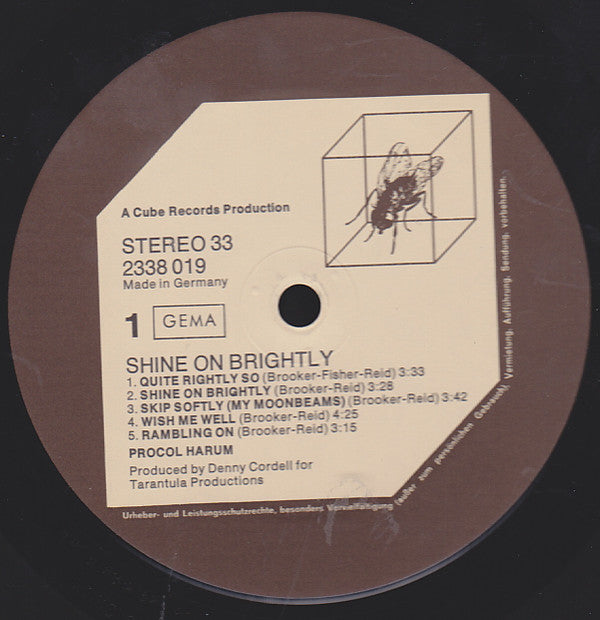 A Cube Records Production
STEREO 33
2338 019
Made in Germany
1 GEMA
SHINE ON BRIGHTLY
1. QUITE RIGHTLY SO (Brooker-Fisher-Reid) 3:33
2. SHINE ON BRIGHTLY (Brooker-Reid) 3:28
3. SKIP SOFTLY (MY MOONBEAMS) (Brooker-Reid) 3:42
4. WISH ME WELL (Brooker-Reid) 4:25
5. RAMBLING ON (Brooker-Reid) 3:15
PROCOL HARUM
Produced by Denny Cordell for
Tarantula Productions
Urheber- und Leistungsschutzrechte, besonders Vervielfältigung (außer zum persönlichen Gebrauch), Vermietung, Aufführung, Sendung, vorbehalten.